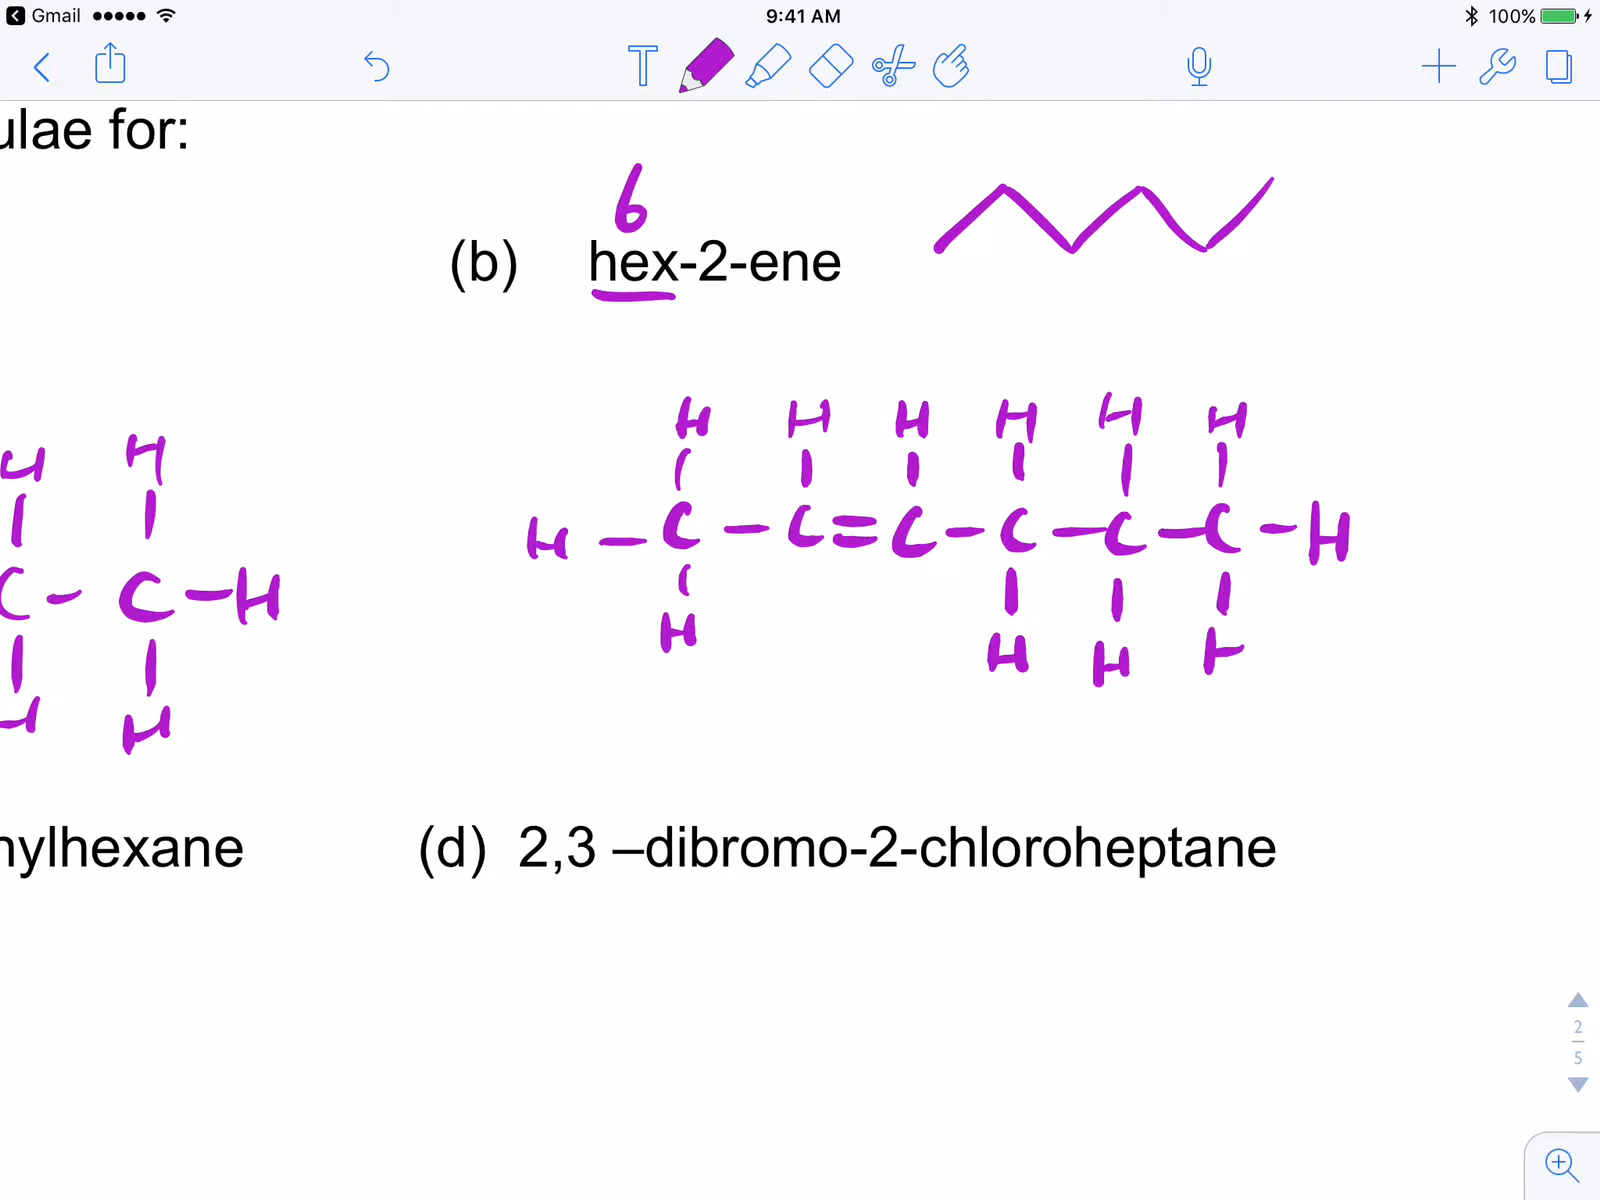 Gmail 9:41 AM 100%
T
ulae for:
6
(b) hex-2-ene
H H H H H H
H H
H - C - C = C - C - C - C - H
C - C - H
H H H H
H H
nylhexane (d) 2,3 –dibromo-2-chloroheptane
2
5